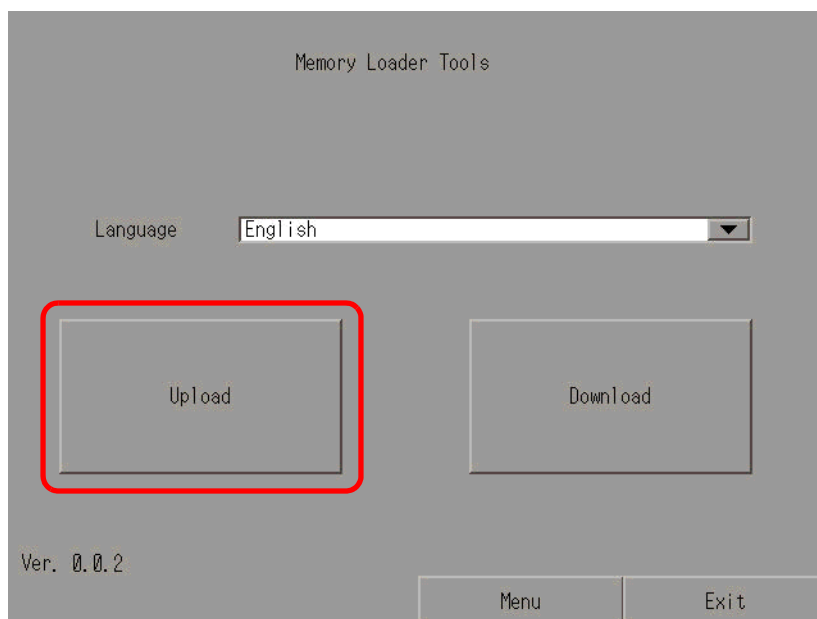 Memory Loader Tools
Language English
Upload Download
Ver. 0.0.2
Menu Exit